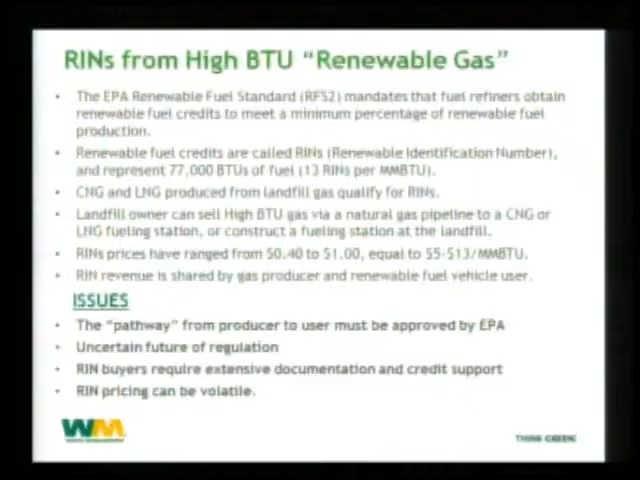 RINs from High BTU “Renewable Gas”
• The EPA Renewable Fuel Standard (RFS2) mandates that fuel refiners obtain
renewable fuel credits to meet a minimum percentage of renewable fuel
production.
• Renewable fuel credits are called RINs (Renewable Identification Number),
and represent 77,000 BTUs of fuel (13 RINs per MMBTU).
• CNG and LNG produced from landfill gas qualify for RINs.
• Landfill owner can sell High BTU gas via a natural gas pipeline to a CNG or
LNG fueling station, or construct a fueling station at the landfill.
• RINs prices have ranged from $0.40 to $1.00, equal to $5-$13/MMBTU.
• RIN revenue is shared by gas producer and renewable fuel vehicle user.
ISSUES
• The “pathway” from producer to user must be approved by EPA
• Uncertain future of regulation
• RIN buyers require extensive documentation and credit support
• RIN pricing can be volatile.
WM
WASTE MANAGEMENT
THINK GREEN.